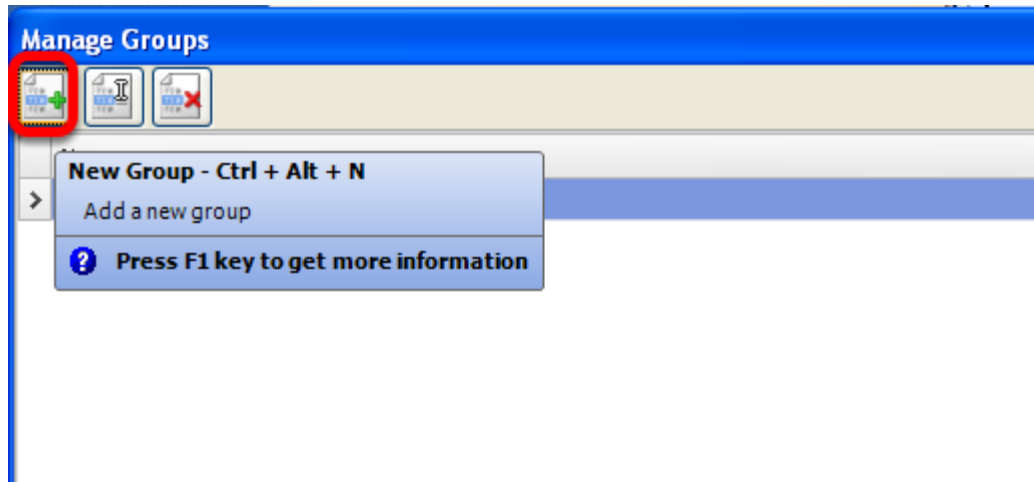 Manage Groups
New Group - Ctrl + Alt + N
Add a new group
Press F1 key to get more information